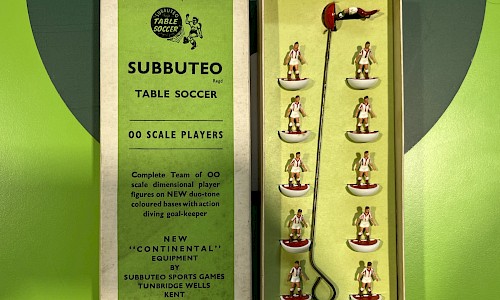 SUBBUTEO
TABLE
SOCCER
SUBBUTEO
Regd
TABLE SOCCER
OO SCALE PLAYERS
Complete Team of OO
scale dimensional player
figures on NEW duo-tone
coloured bases with action
diving goal-keeper
NEW
"CONTINENTAL"
EQUIPMENT
BY
SUBBUTEO SPORTS GAMES
TUNBRIDGE WELLS
KENT